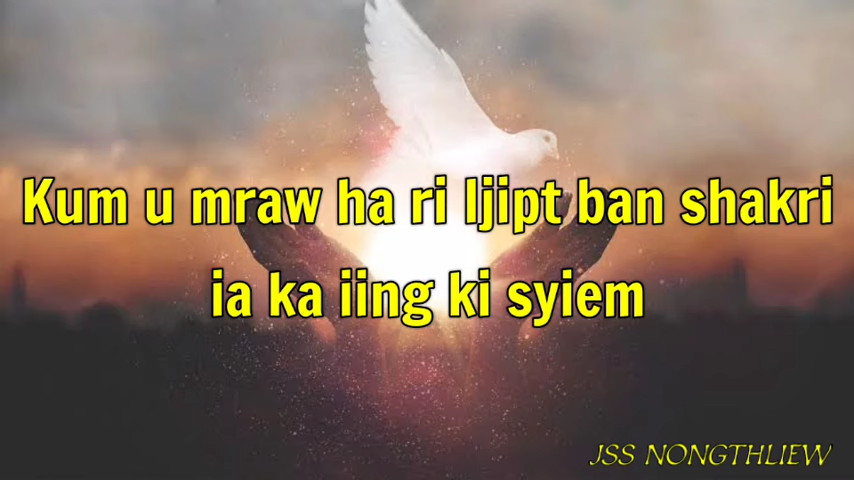 Kum u mraw ha ri Ijipt ban shakri
ia ka iing ki syiem
JSS NONGTHLIEW